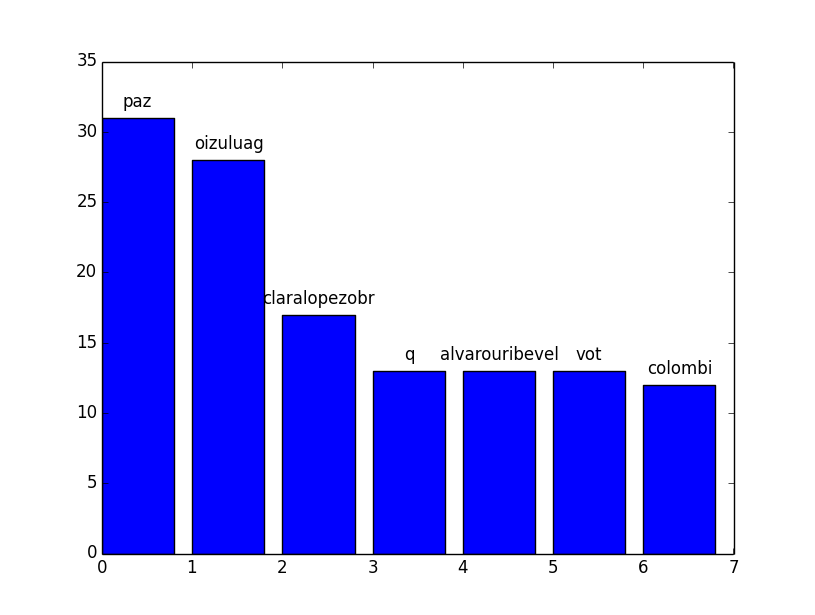 35
30
25
20
15
10
5
0
paz
oizuluag
claralopezobr
q
alvarouribevel
vot
colombi
0 1 2 3 4 5 6 7